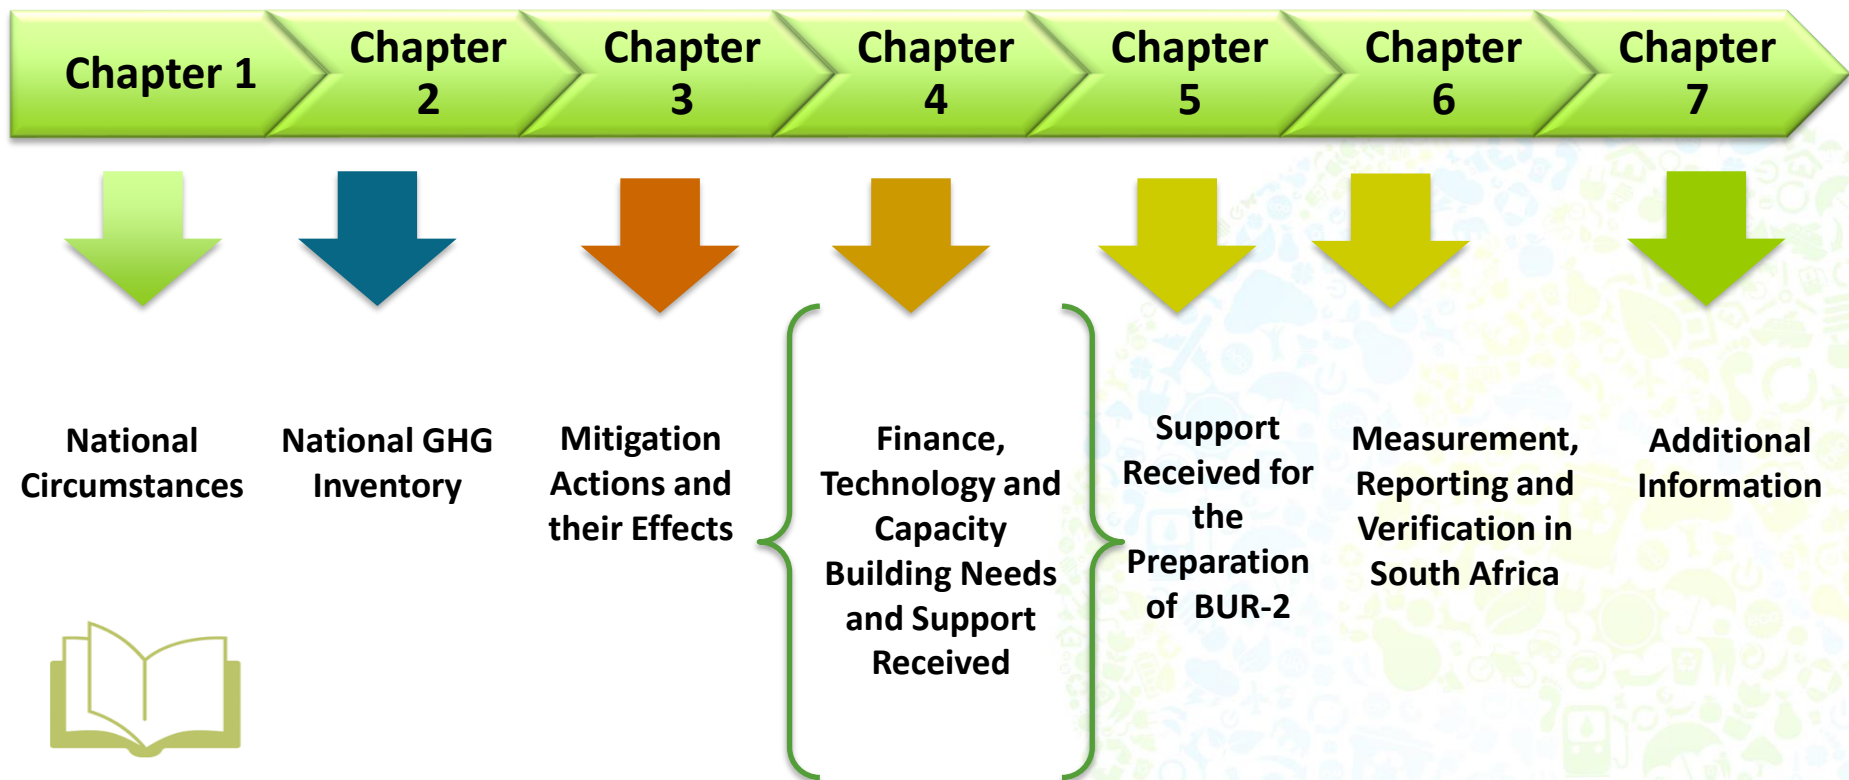 Chapter 1
Chapter
2
Chapter
3
Chapter
4
Chapter
5
Chapter
6
Chapter
7
National
Circumstances
National GHG
Inventory
Mitigation
Actions and
their Effects
Finance,
Technology and
Capacity
Building Needs
and Support
Received
Support
Received for
the
Preparation
of BUR-2
Measurement,
Reporting and
Verification in
South Africa
Additional
Information